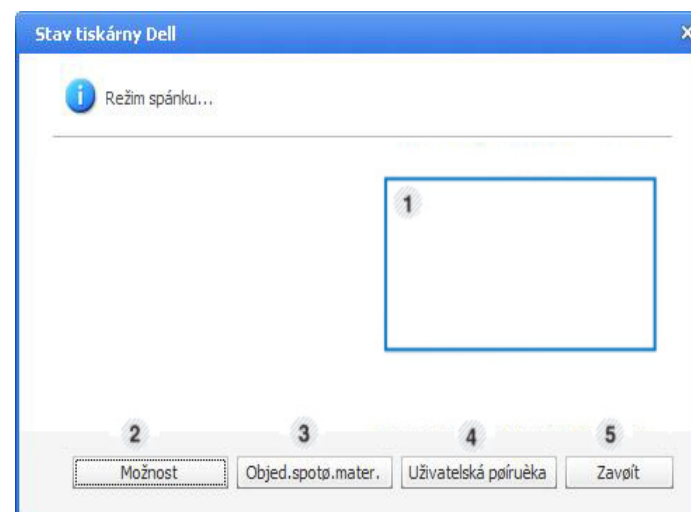 Stav tiskárny Dell
Režim spánku...
1
2 3 4 5
Možnost Objed.spotø.mater. Uživatelská pøíruèka Zavøít